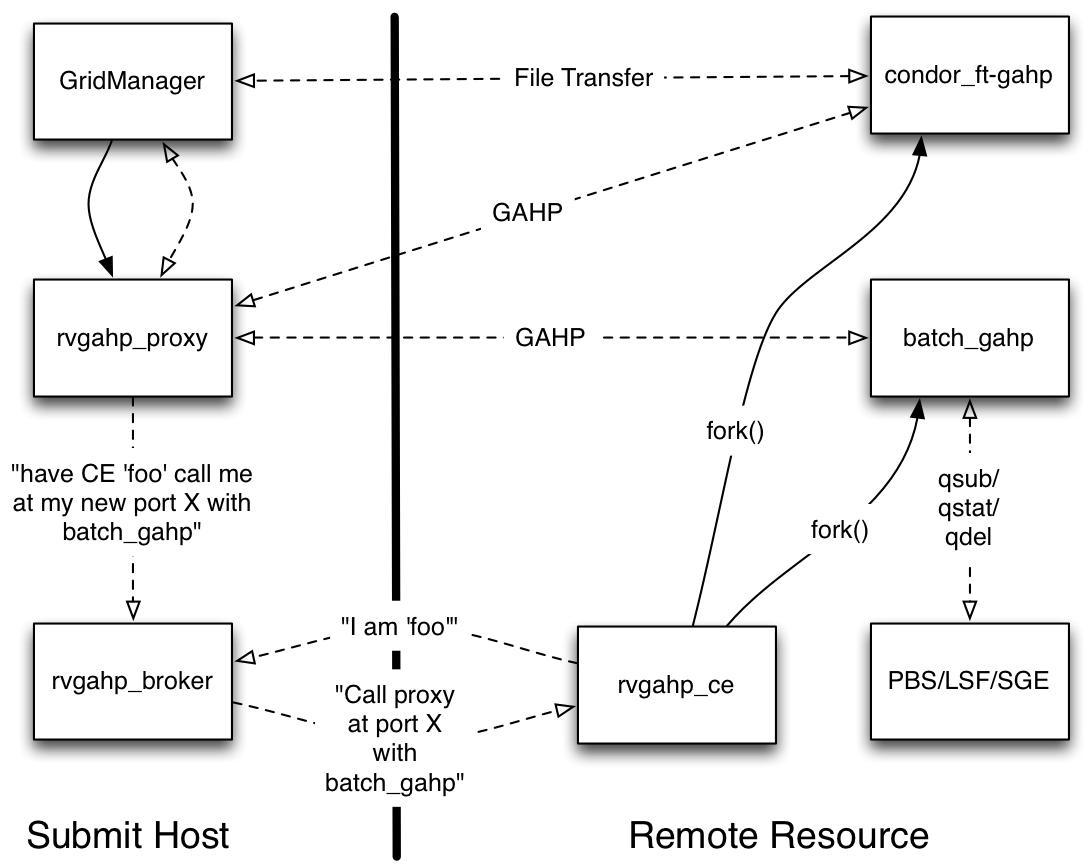 GridManager
File Transfer
condor_ft-gahp
GAHP
rvgahp_proxy
GAHP
batch_gahp
fork()
"have CE 'foo' call me
at my new port X with
batch_gahp"
qsub/
qstat/
qdel
fork()
"I am 'foo'"
rvgahp_broker
"Call proxy
at port X
with
batch_gahp"
rvgahp_ce
PBS/LSF/SGE
Submit Host
Remote Resource